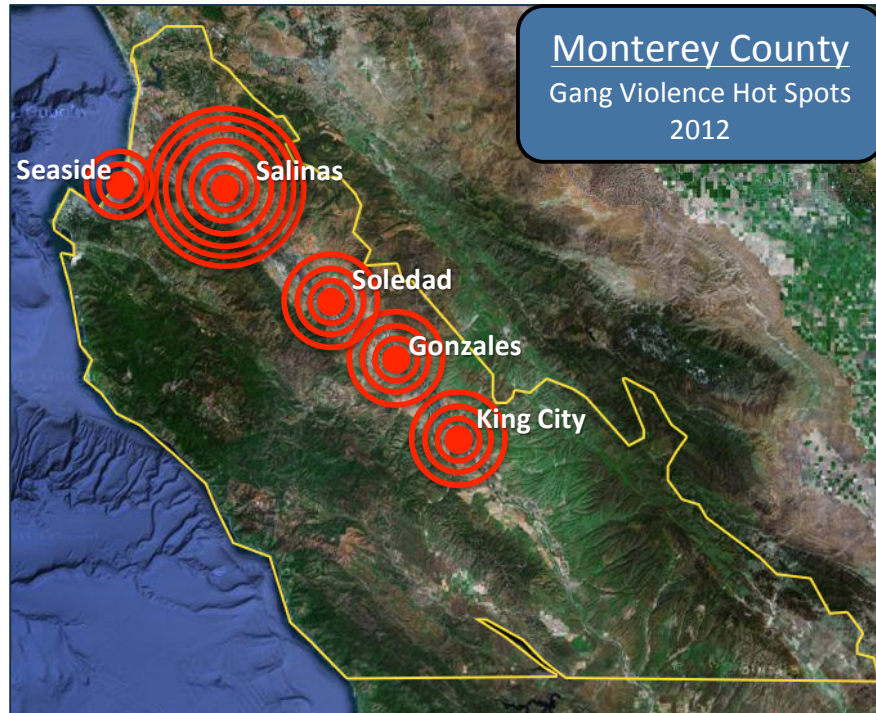 Monterey County
Gang Violence Hot Spots
2012
Seaside
Salinas
Soledad
Gonzales
King City